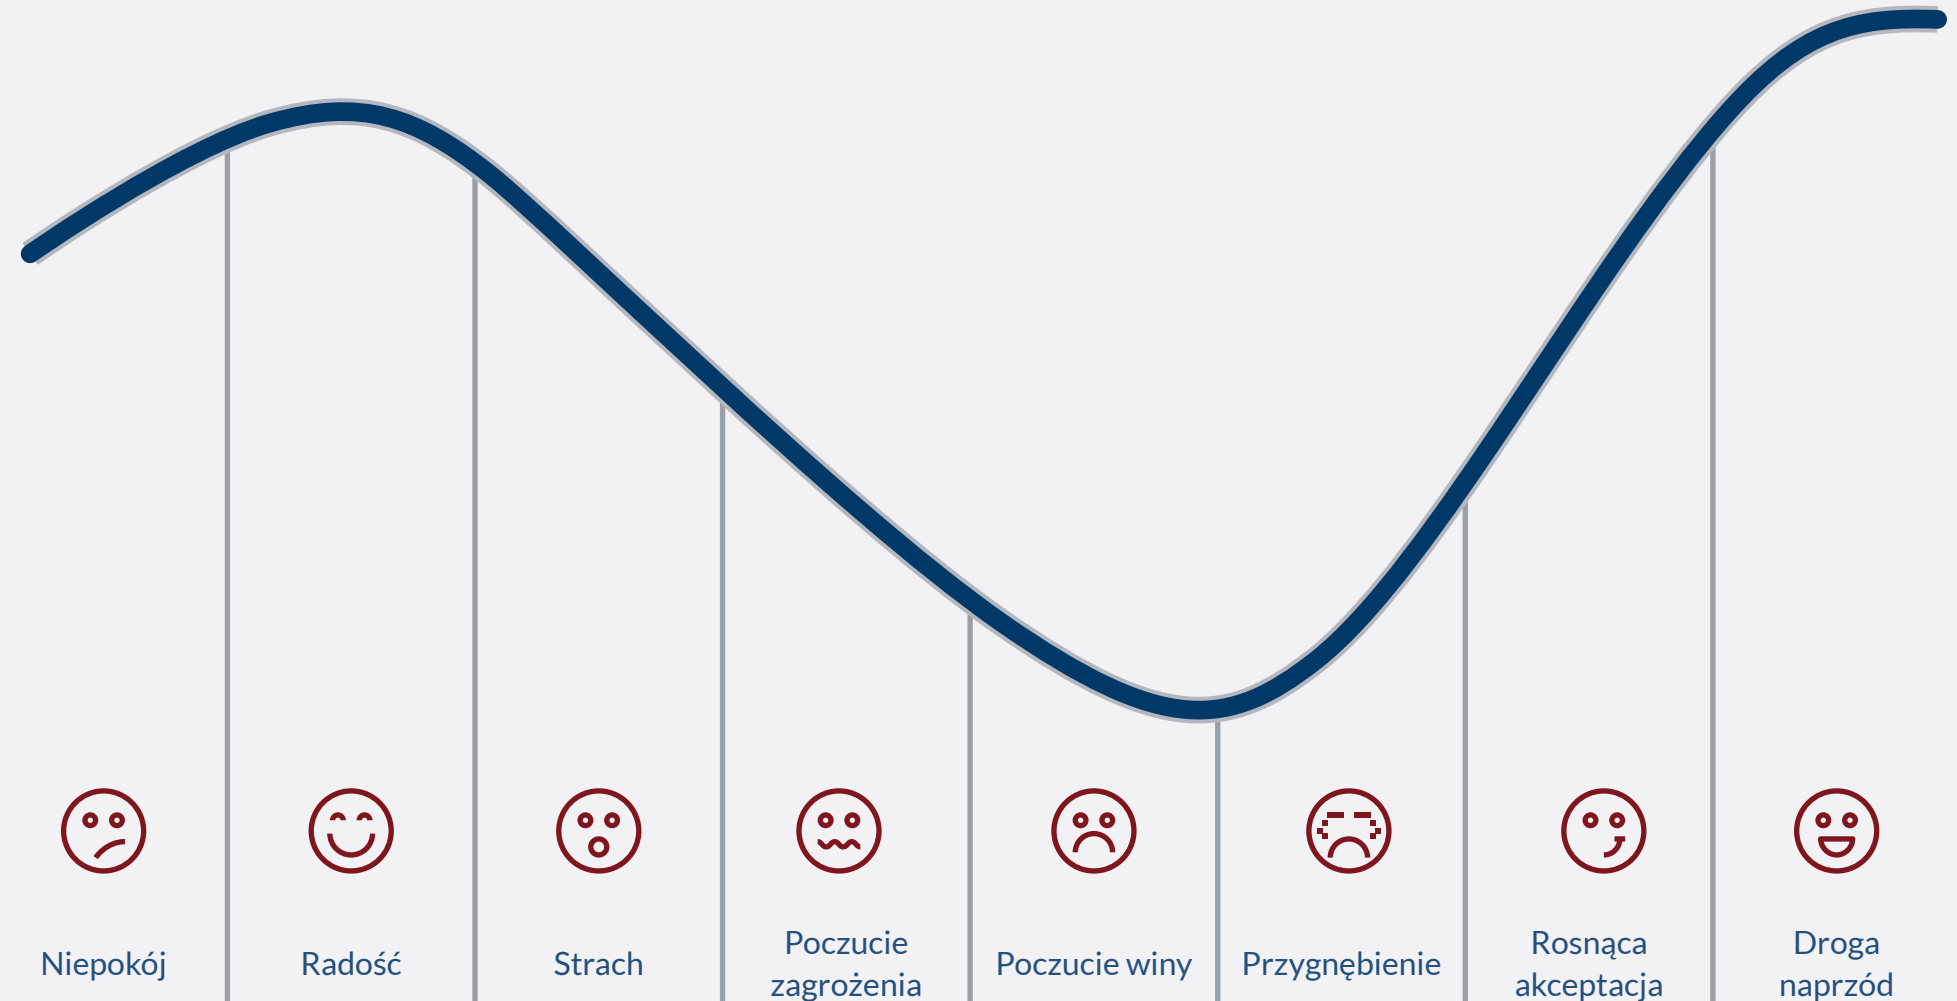 Niepokój
Radość
Strach
Poczucie
zagrożenia
Poczucie winy
Przygnębienie
Rosnąca
akceptacja
Droga
naprzód